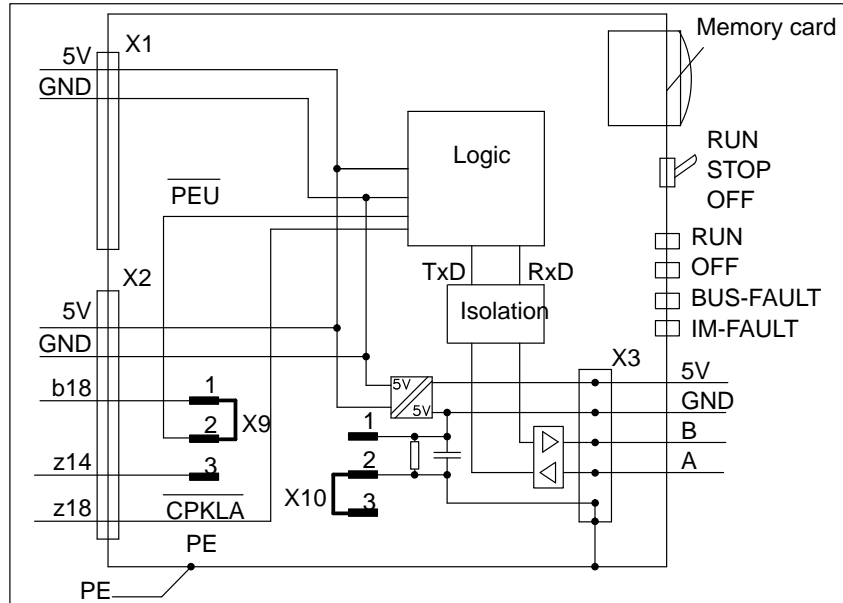 X1
5V
GND
Memory card
Logic
RUN
STOP
OFF
PEU
RUN
OFF
BUS-FAULT
IM-FAULT
TxD
RxD
X2
Isolation
5V
GND
X3
5V
5V
5V
GND
b18
1
2
X9
3
z14
1
2
X10
3
B
A
z18
CPKLA
PE
PE